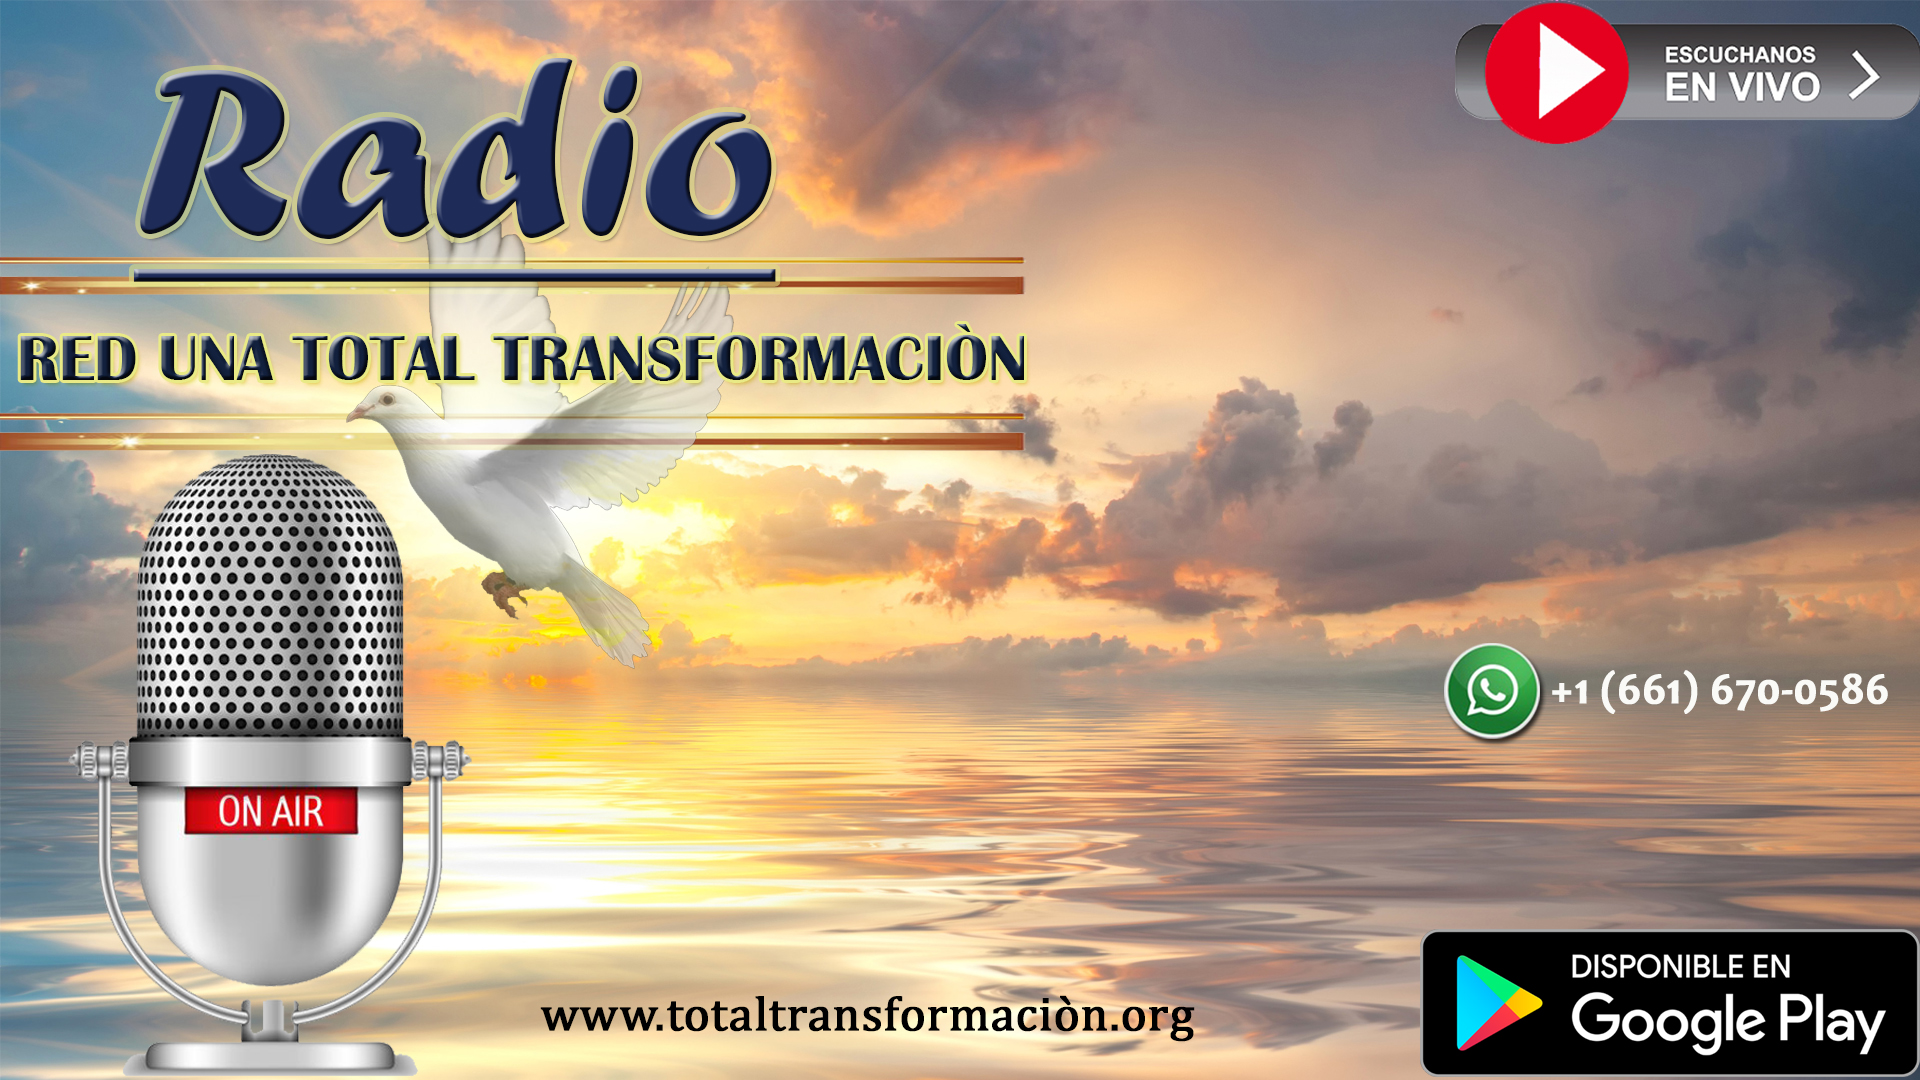 Radio
RED UNA TOTAL TRANSFORMACIÒN
ESCUCHANOS
EN VIVO
+1 (661) 670-0586
ON AIR
www.totaltransformaciòn.org
DISPONIBLE EN
Google Play